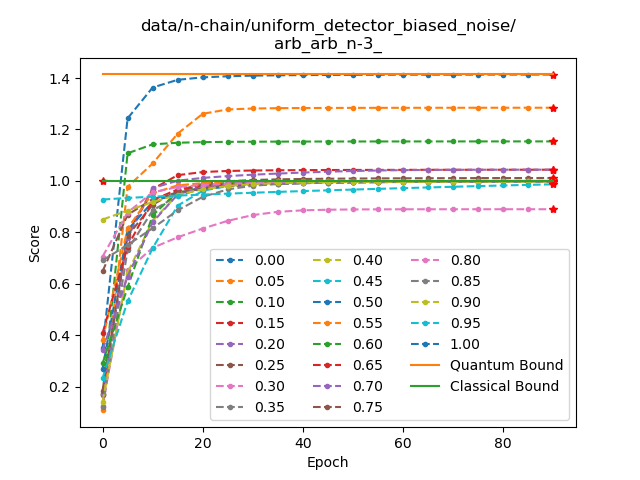 data/n-chain/uniform_detector_biased_noise/
arb_arb_n-3_
Score
1.4
1.2
1.0
0.8
0.6
0.4
0.2
0 20 40 60 80
Epoch
0.00 0.40 0.80
0.05 0.45 0.85
0.10 0.50 0.90
0.15 0.55 0.95
0.20 0.60 1.00
0.25 0.65 Quantum Bound
0.30 0.70 Classical Bound
0.35 0.75